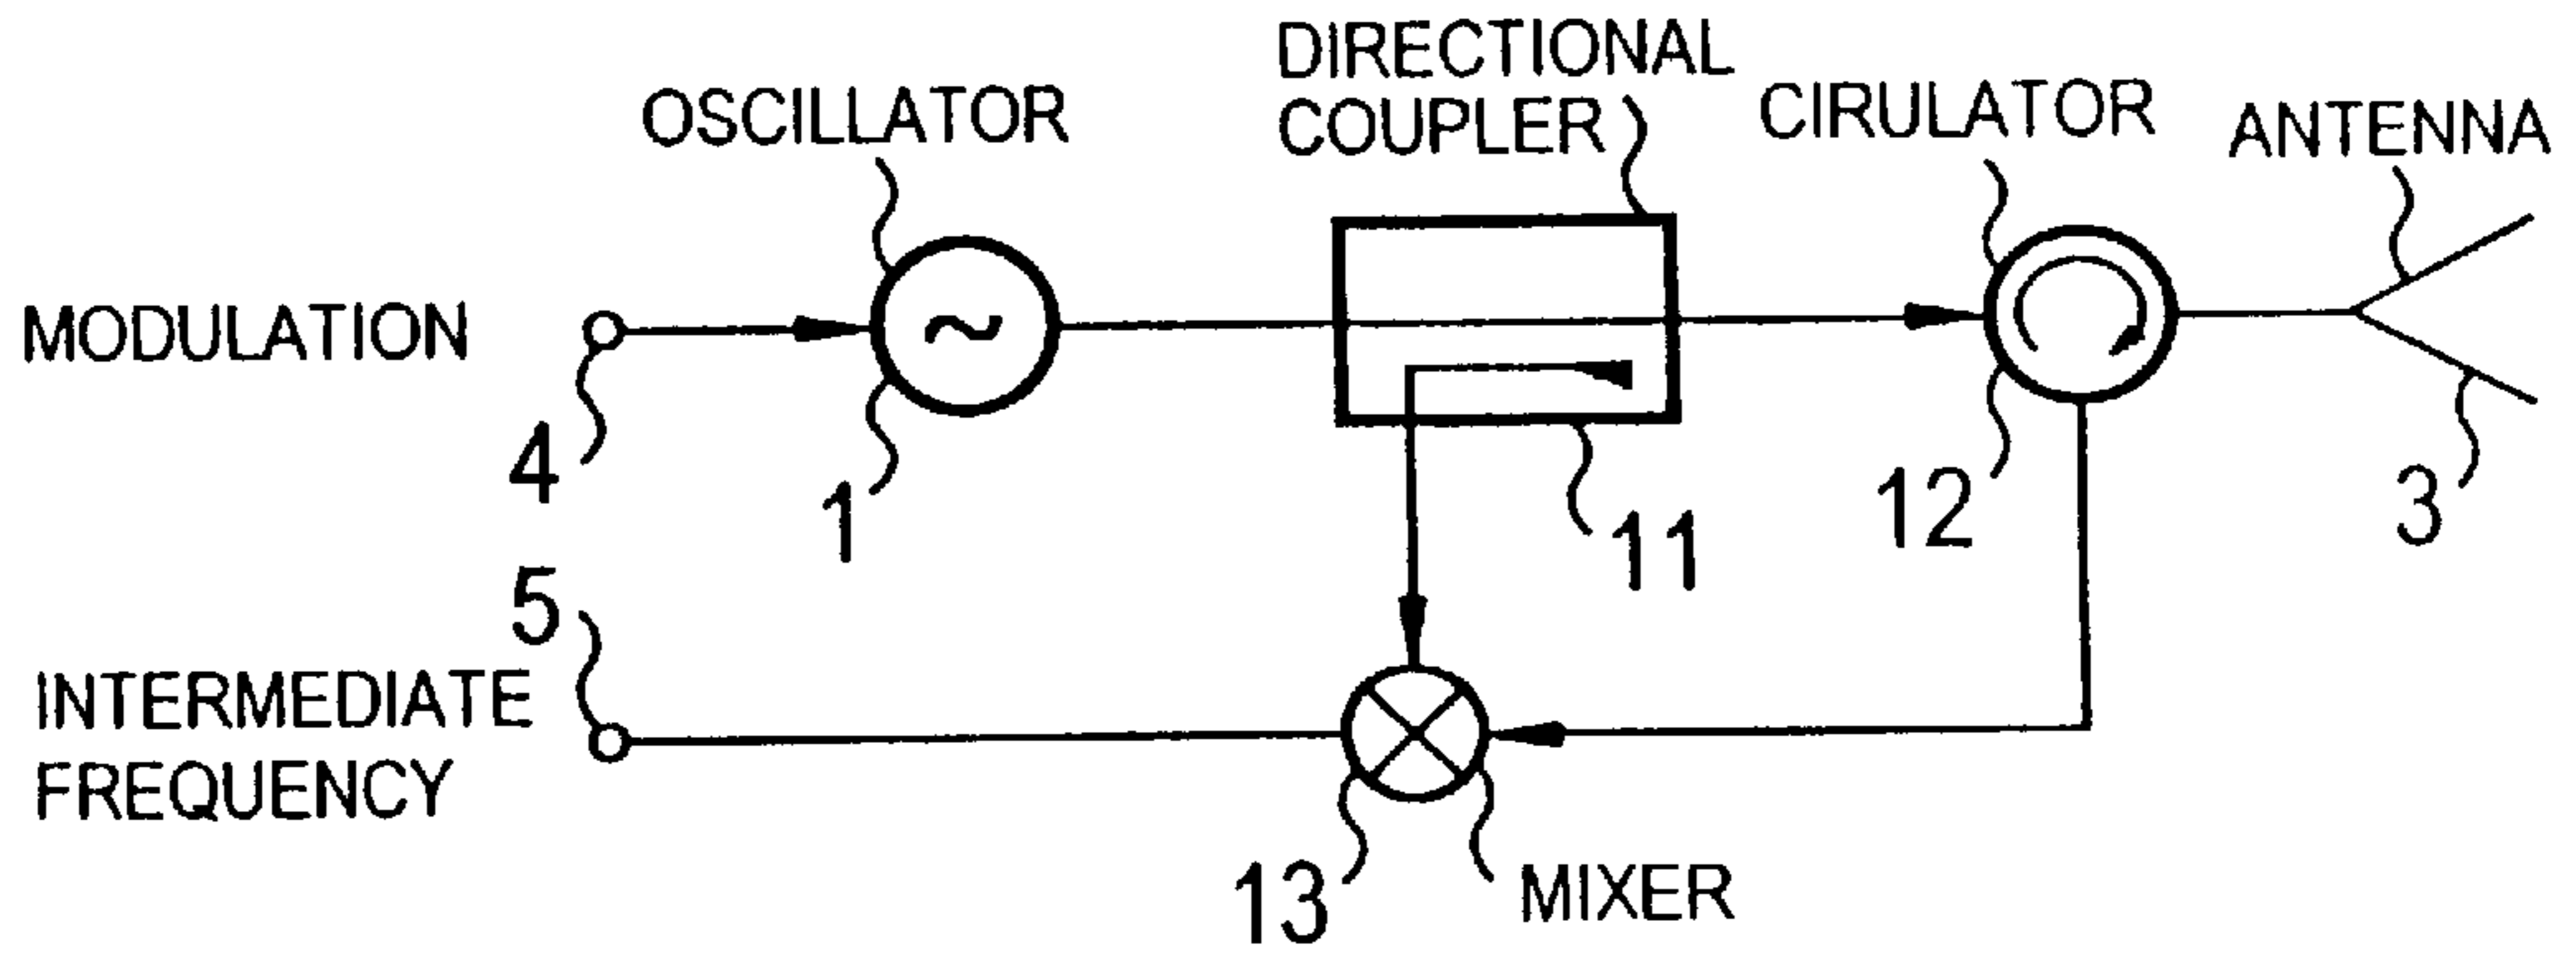 DIRECTIONAL
COUPLER
OSCILLATOR
CIRULATOR
ANTENNA
MODULATION
4
1
11
12
3
5
INTERMEDIATE
FREQUENCY
13
MIXER